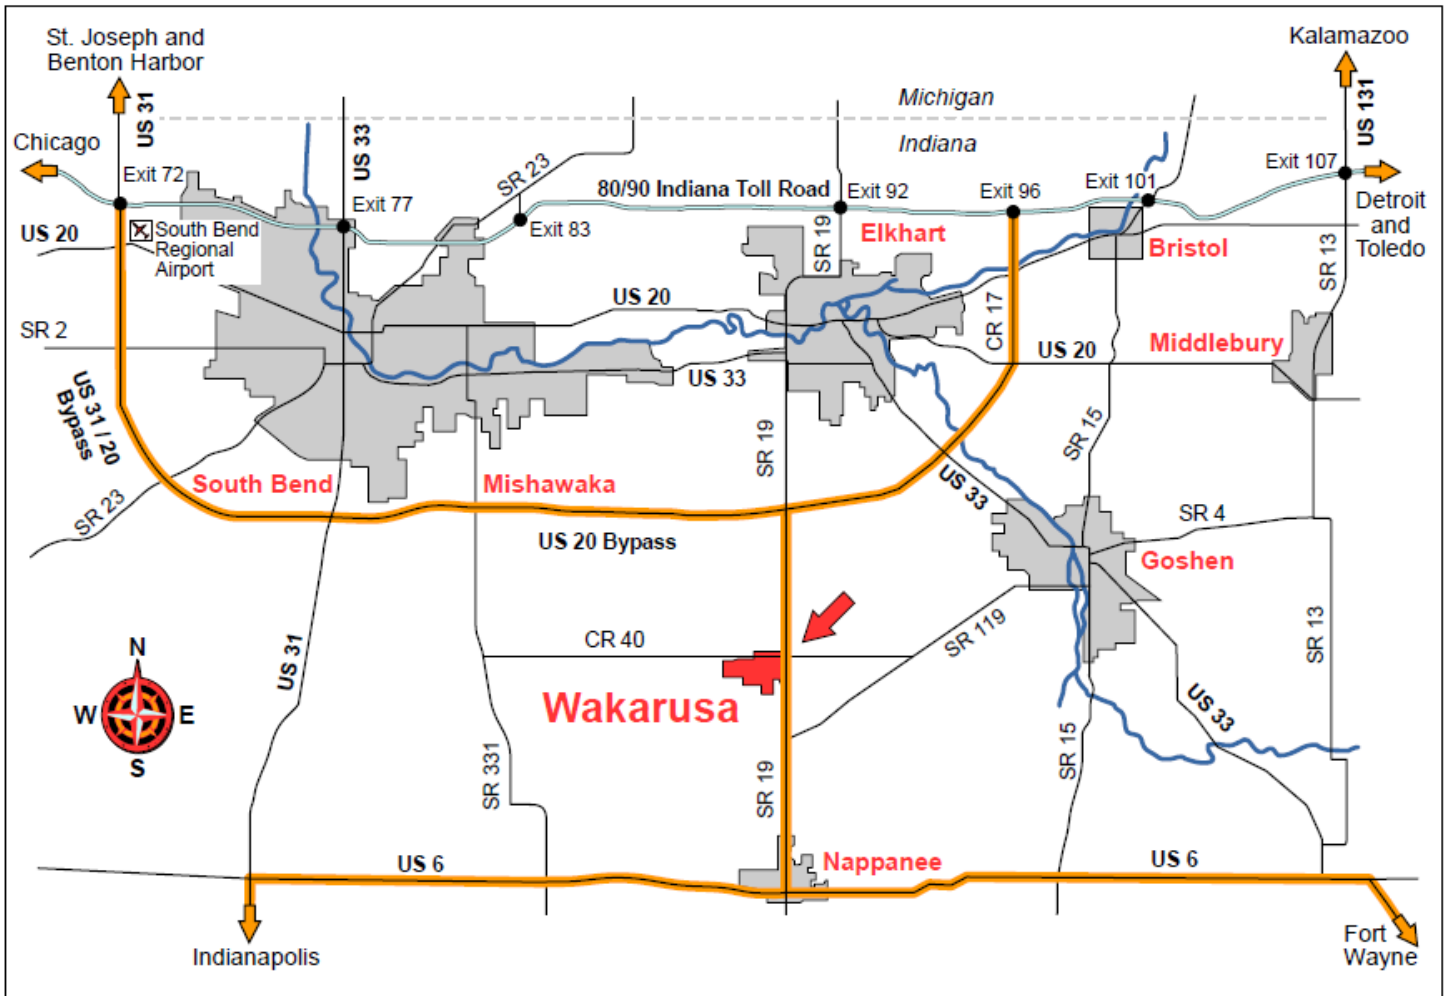 St. Joseph and
Benton Harbor
Kalamazoo
US 31
US 33
US 131
Michigan
Indiana
Chicago
Exit 72
SR 23
80/90 Indiana Toll Road
Exit 92
Exit 96
Exit 101
Exit 107
Exit 77
Exit 83
Detroit
and
Toledo
US 20
South Bend
Regional
Airport
SR 19
Elkhart
Bristol
SR 13
US 20
SR 2
CR 17
US 20
Middlebury
US 33
US 31 / 20
Bypass
SR 19
SR 15
SR 23
South Bend
Mishawaka
US 33
SR 4
US 20 Bypass
Goshen
CR 40
SR 119
SR 13
US 31
N
W
E
S
Wakarusa
US 33
SR 331
SR 19
SR 15
US 6
Nappanee
US 6
Indianapolis
Fort
Wayne